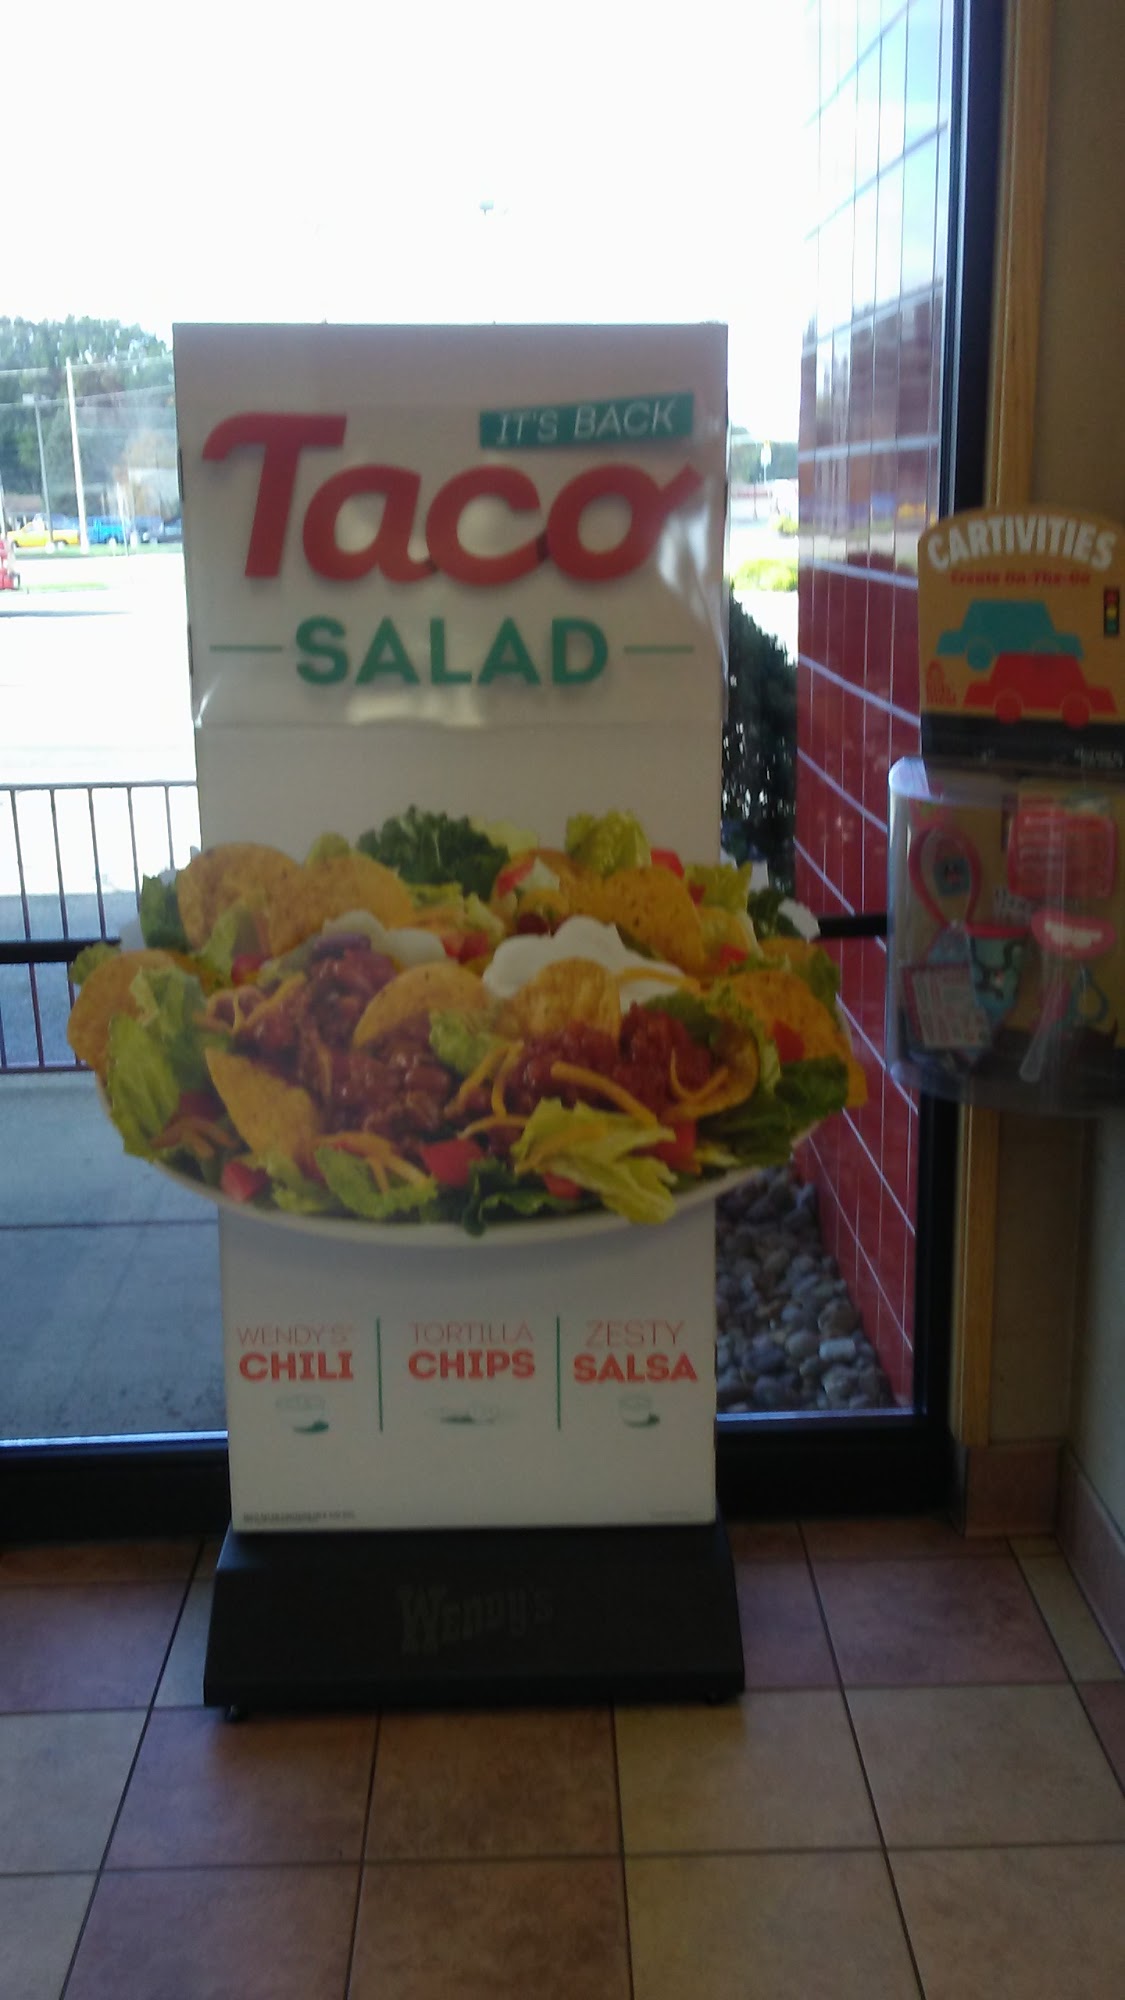 IT'S BACK
Taco
SALAD
WENDY'S'
CHILI
TORTILLA
CHIPS
ZESTY
SALSA
Wendy's
CARTIVITIES
Create On-The-Go